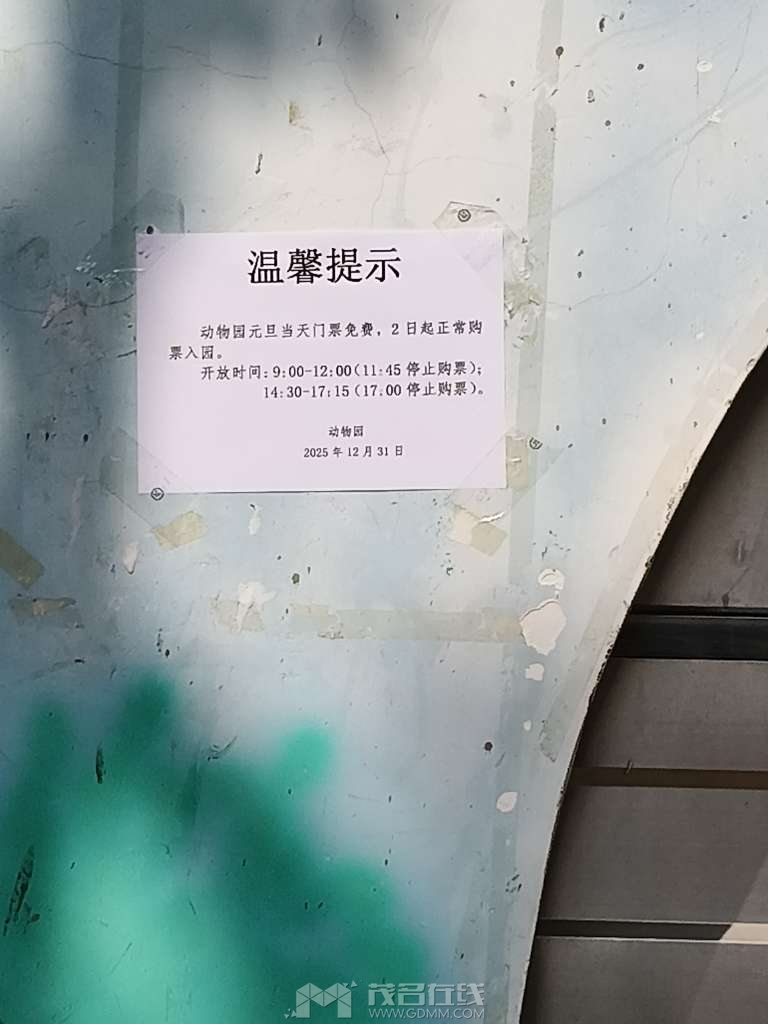 温馨提示
动物园元旦当天门票免费，2 日起正常购
票入园。
开放时间：9:00-12:00（11:45 停止购票）；
14:30-17:15（17:00 停止购票）。
动物园
2025 年 12 月 31 日
茂名在线
WWW.GDMM.COM